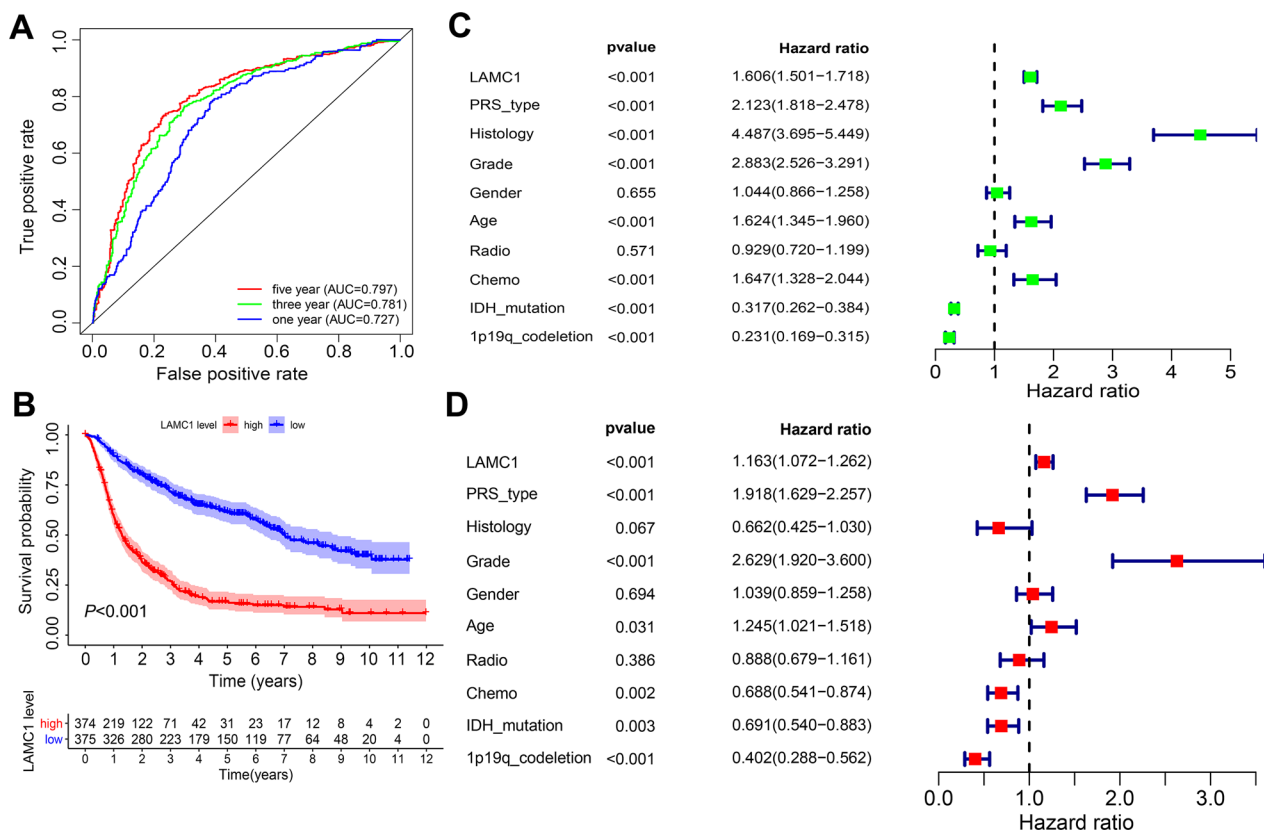 A
True positive rate
1.0
0.8
0.6
0.4
0.2
0.0
five year (AUC=0.797)
three year (AUC=0.781)
one year (AUC=0.727)
0.0 0.2 0.4 0.6 0.8 1.0
False positive rate
B
LAMC1 level high low
Survival probability
1.00
0.75
0.50
0.25
0.00
P<0.001
0 1 2 3 4 5 6 7 8 9 10 11 12
Time (years)
LAMC1 level
high 374 219 122 71 42 31 23 17 12 8 4 2 0
low 375 326 280 223 179 150 119 77 64 48 20 4 0
0 1 2 3 4 5 6 7 8 9 10 11 12
Time(years)
C
pvalue Hazard ratio
LAMC1 <0.001 1.606(1.501−1.718)
PRS_type <0.001 2.123(1.818−2.478)
Histology <0.001 4.487(3.695−5.449)
Grade <0.001 2.883(2.526−3.291)
Gender 0.655 1.044(0.866−1.258)
Age <0.001 1.624(1.345−1.960)
Radio 0.571 0.929(0.720−1.199)
Chemo <0.001 1.647(1.328−2.044)
IDH_mutation <0.001 0.317(0.262−0.384)
1p19q_codeletion <0.001 0.231(0.169−0.315)
0 1 2 3 4 5
Hazard ratio
D
pvalue Hazard ratio
LAMC1 <0.001 1.163(1.072−1.262)
PRS_type <0.001 1.918(1.629−2.257)
Histology 0.067 0.662(0.425−1.030)
Grade <0.001 2.629(1.920−3.600)
Gender 0.694 1.039(0.859−1.258)
Age 0.031 1.245(1.021−1.518)
Radio 0.386 0.888(0.679−1.161)
Chemo 0.002 0.688(0.541−0.874)
IDH_mutation 0.003 0.691(0.540−0.883)
1p19q_codeletion <0.001 0.402(0.288−0.562)
0.0 1.0 2.0 3.0
Hazard ratio